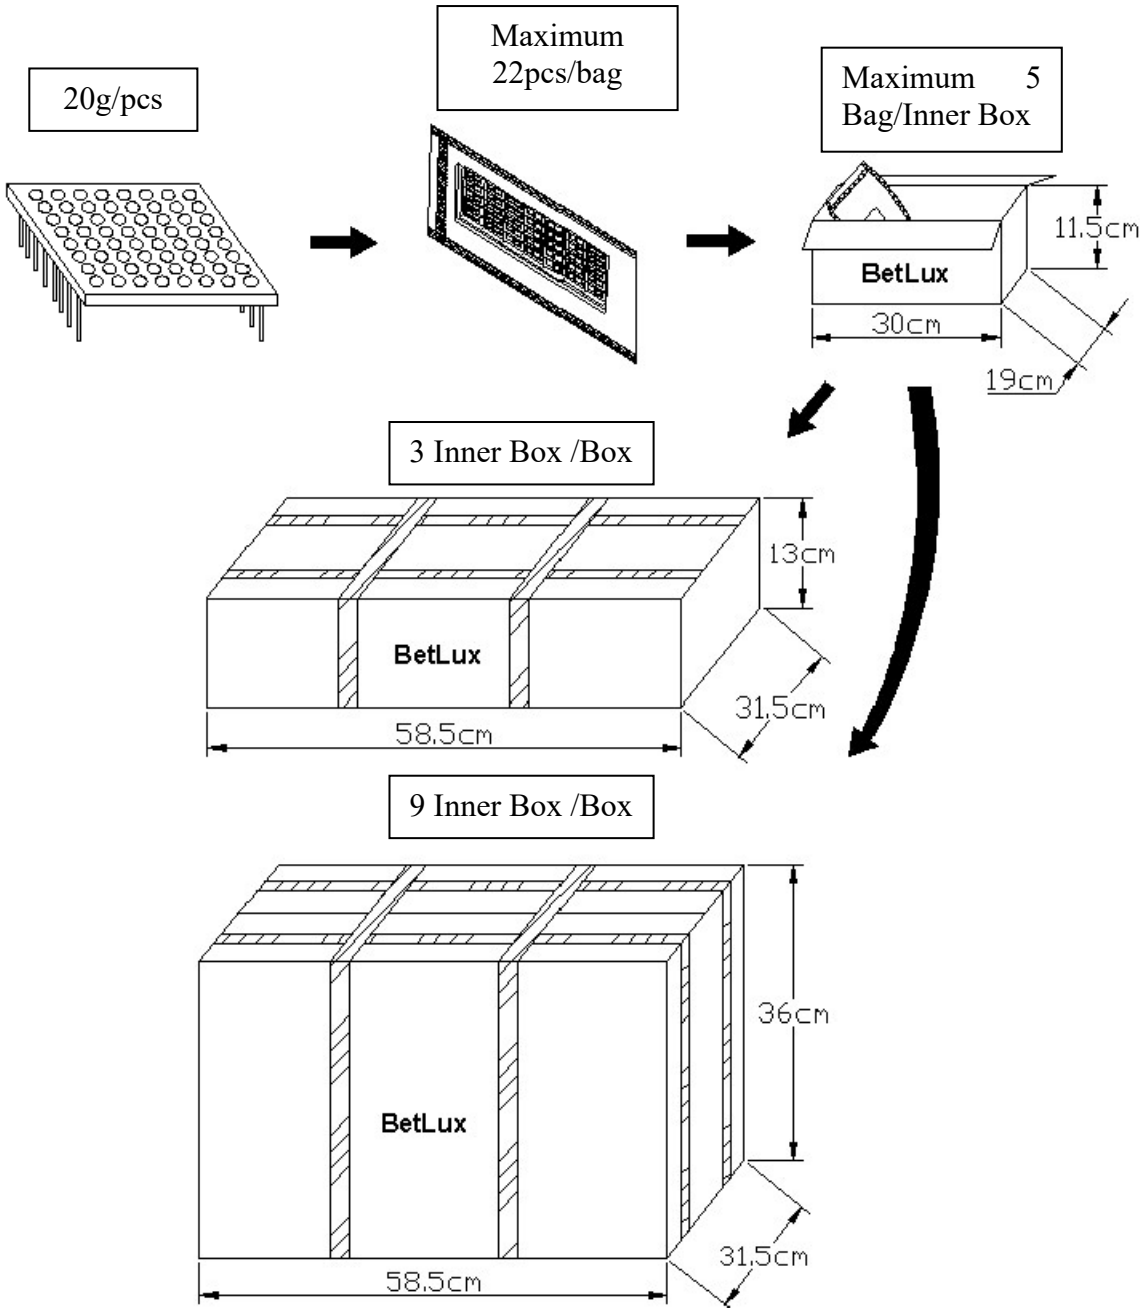 Maximum
22pcs/bag
20g/pcs
Maximum 5
Bag/Inner Box
11.5cm
BetLux
30cm
19cm
3 Inner Box /Box
13cm
BetLux
31.5cm
58.5cm
9 Inner Box /Box
36cm
BetLux
31.5cm
58.5cm